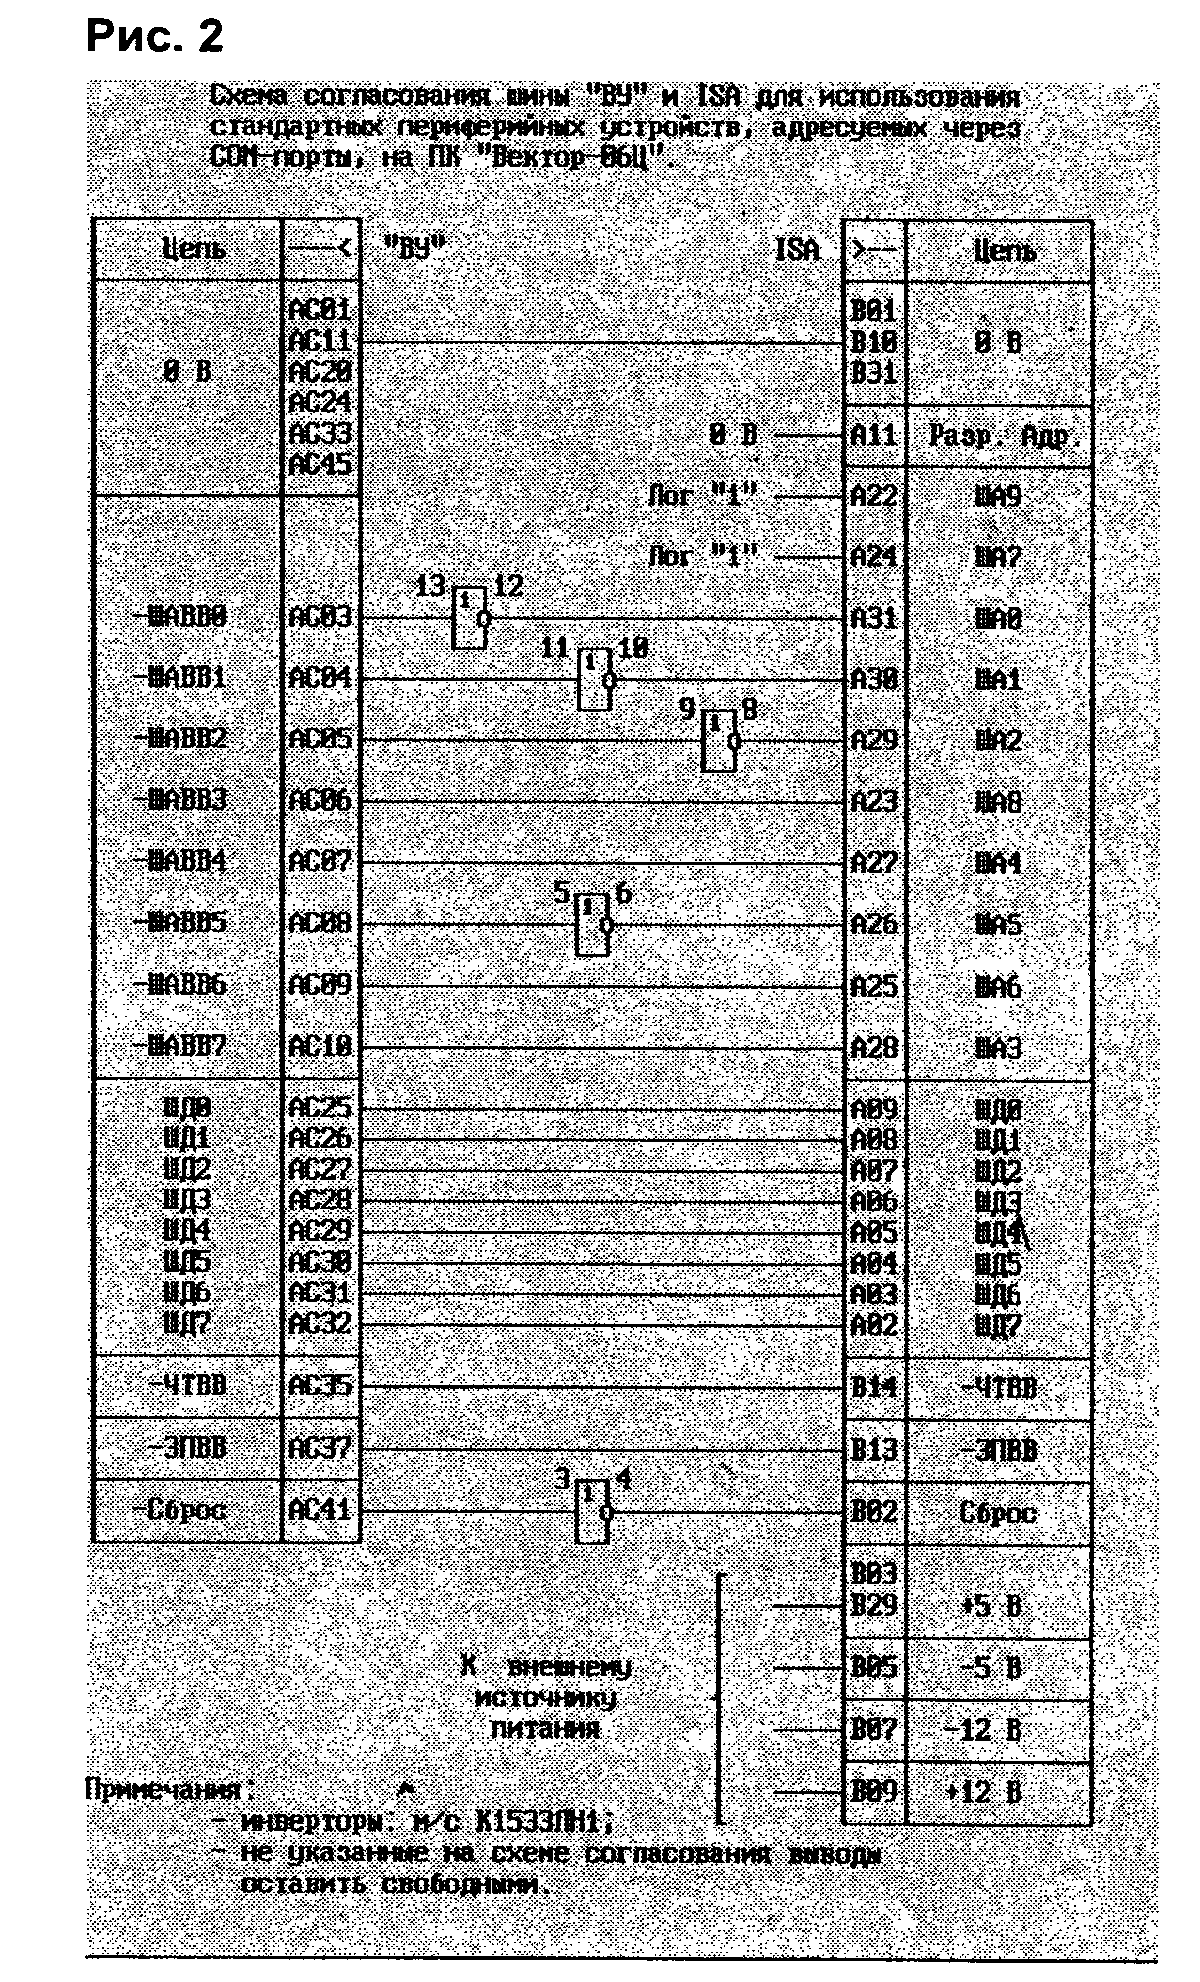 Рис. 2
Схема согласования шины "ВУ" и ISA для использования
стандартных периферийных устройств, адресуемых через
COM-порты, на ПК "Вектор-06Ц".
Цепь —< "ВУ" ISA >— Цепь
AC01 B01
AC11 B10 0 В
0 В AC20 B31
AC24
AC33 0 В A11 Разр. Адр.
AC45
Лог "1" A22 ША9
Лог "1" A24 ША7
13 1 12
-ШАВВ0 AC03 A31 ША0
11 1 10
-ШАВВ1 AC04 A30 ША1
9 1 8
-ШАВВ2 AC05 A29 ША2
-ШАВВ3 AC06 A23 ША8
-ШАВВ4 AC07 A27 ША4
5 1 6
-ШАВВ5 AC08 A26 ША5
-ШАВВ6 AC09 A25 ША6
-ШАВВ7 AC10 A28 ША3
ШД0 AC25 A09 ШД0
ШД1 AC26 A08 ШД1
ШД2 AC27 A07 ШД2
ШД3 AC28 A06 ШД3
ШД4 AC29 A05 ШД4
ШД5 AC30 A04 ШД5
ШД6 AC31 A03 ШД6
ШД7 AC32 A02 ШД7
-ЧТВВ AC35 B14 -ЧТВВ
-ЗПВВ AC37 B13 -ЗПВВ
3 1 4
-Сброс AC41 B02 Сброс
B03
B29 +5 В
К внешнему B05 -5 В
источнику
питания B07 -12 В
B09 +12 В
Примечания:
- инверторы: м/с К1533ЛН1;
- не указанные на схеме согласования выводы
оставить свободными.